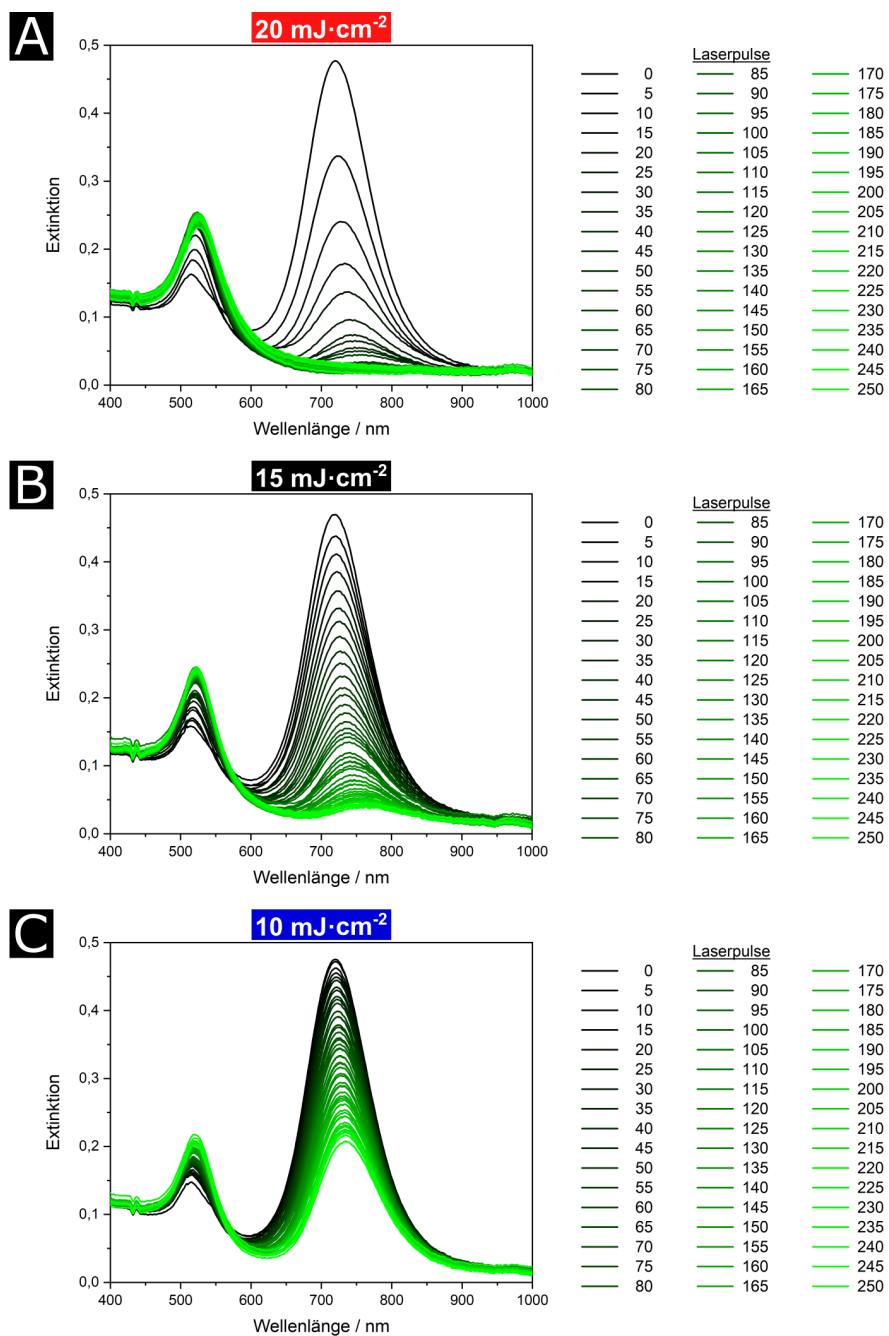 A
20 mJ·cm⁻²
0,5
0,4
0,3
0,2
0,1
0,0
Extinktion
400 500 600 700 800 900 1000
Wellenlänge / nm
Laserpulse
0 85 170
5 90 175
10 95 180
15 100 185
20 105 190
25 110 195
30 115 200
35 120 205
40 125 210
45 130 215
50 135 220
55 140 225
60 145 230
65 150 235
70 155 240
75 160 245
80 165 250
B
15 mJ·cm⁻²
0,5
0,4
0,3
0,2
0,1
0,0
Extinktion
400 500 600 700 800 900 1000
Wellenlänge / nm
Laserpulse
0 85 170
5 90 175
10 95 180
15 100 185
20 105 190
25 110 195
30 115 200
35 120 205
40 125 210
45 130 215
50 135 220
55 140 225
60 145 230
65 150 235
70 155 240
75 160 245
80 165 250
C
10 mJ·cm⁻²
0,5
0,4
0,3
0,2
0,1
0,0
Extinktion
400 500 600 700 800 900 1000
Wellenlänge / nm
Laserpulse
0 85 170
5 90 175
10 95 180
15 100 185
20 105 190
25 110 195
30 115 200
35 120 205
40 125 210
45 130 215
50 135 220
55 140 225
60 145 230
65 150 235
70 155 240
75 160 245
80 165 250